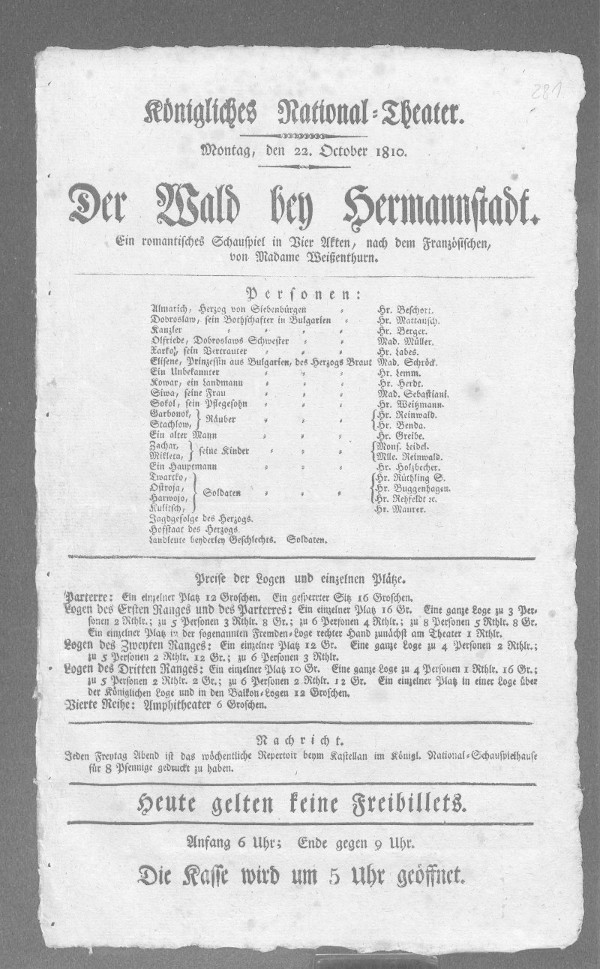 281
Königliches National-Theater.
Montag, den 22. October 1810.
Der Wald bey Hermannstadt.
Ein romantisches Schauspiel in Vier Akten, nach dem Französischen,
von Madame Weißenthurn.
Personen:
Almarich, Herzog von Siebenbürgen „ Hr. Beschort.
Dobroslaw, sein Bothschafter in Bulgarien „ Hr. Mattausch.
Kanzler „ „ „ „ Hr. Berger.
Olfriede, Dobroslaws Schwester „ „ Mad. Müller.
sein Vertrauter „ „ „ Hr. Labes.
Elisene, Prinzessin aus Bulgarien, des Herzogs Braut Mad. Schröck.
Ein Unbekannter „ „ „ Hr. Lemm.
Kowar, ein Landmann „ „ „ Hr. Herdt.
Siwa, seine Frau „ „ „ Mad. Sebastiani.
Sokol, sein Pflegesohn „ „ „ Hr. Weitzmann.
Garbonok, } Räuber „ „ „ { Hr. Reinwald.
Stachlow, } { Hr. Benda.
Ein alter Mann „ „ „ Hr. Greibe.
Zachar, } seine Kinder „ „ „ { Mons. Leidel.
Mikleta, } { Mlle. Reinwald.
Ein Hauptmann „ „ „ Hr. Holzbecher.
Twartko, } { Hr. Rüthling S.
Ostroja, } Soldaten „ „ „ { Hr. Buggenhagen.
Harwojo, } { Hr. Rehfeldt ꝛc.
Kulitsch, } Hr. Maurer.
Jagdgefolge des Herzogs.
Hofstaat des Herzogs.
Landleute beyderley Geschlechts. Soldaten.
Preise der Logen und einzelnen Plätze.
Parterre: Ein einzelner Platz 12 Groschen. Ein gesperrter Sitz 16 Groschen.
Logen des Ersten Ranges und des Parterres: Ein einzelner Platz 16 Gr. Eine ganze Loge zu 3 Per-
sonen 2 Rthlr.; zu 5 Personen 3 Rthlr. 8 Gr.; zu 6 Personen 4 Rthlr.; zu 8 Personen 5 Rthlr. 8 Gr.
Ein einzelner Platz in der sogenannten Fremden-Loge rechter Hand zunächst am Theater 1 Rthlr.
Logen des Zweyten Ranges: Ein einzelner Platz 12 Gr. Eine ganze Loge zu 4 Personen 2 Rthlr.;
zu 5 Personen 2 Rthlr. 12 Gr.; zu 6 Personen 3 Rthlr.
Logen des Dritten Ranges: Ein einzelner Platz 10 Gr. Eine ganze Loge zu 4 Personen 1 Rthlr. 16 Gr.;
zu 5 Personen 2 Rthlr. 2 Gr.; zu 6 Personen 2 Rthlr. 12 Gr. Ein einzelner Platz in einer Loge über
der Königlichen Loge und in den Balkon-Logen 12 Groschen.
Vierte Reihe: Amphitheater 6 Groschen.
Nachricht.
Jeden Freytag Abend ist das wöchentliche Repertoir beym Kastellan im Königl. National-Schauspielhause
für 8 Pfennige gedruckt zu haben.
Heute gelten keine Freibillets.
Anfang 6 Uhr; Ende gegen 9 Uhr.
Die Kasse wird um 5 Uhr geöffnet.